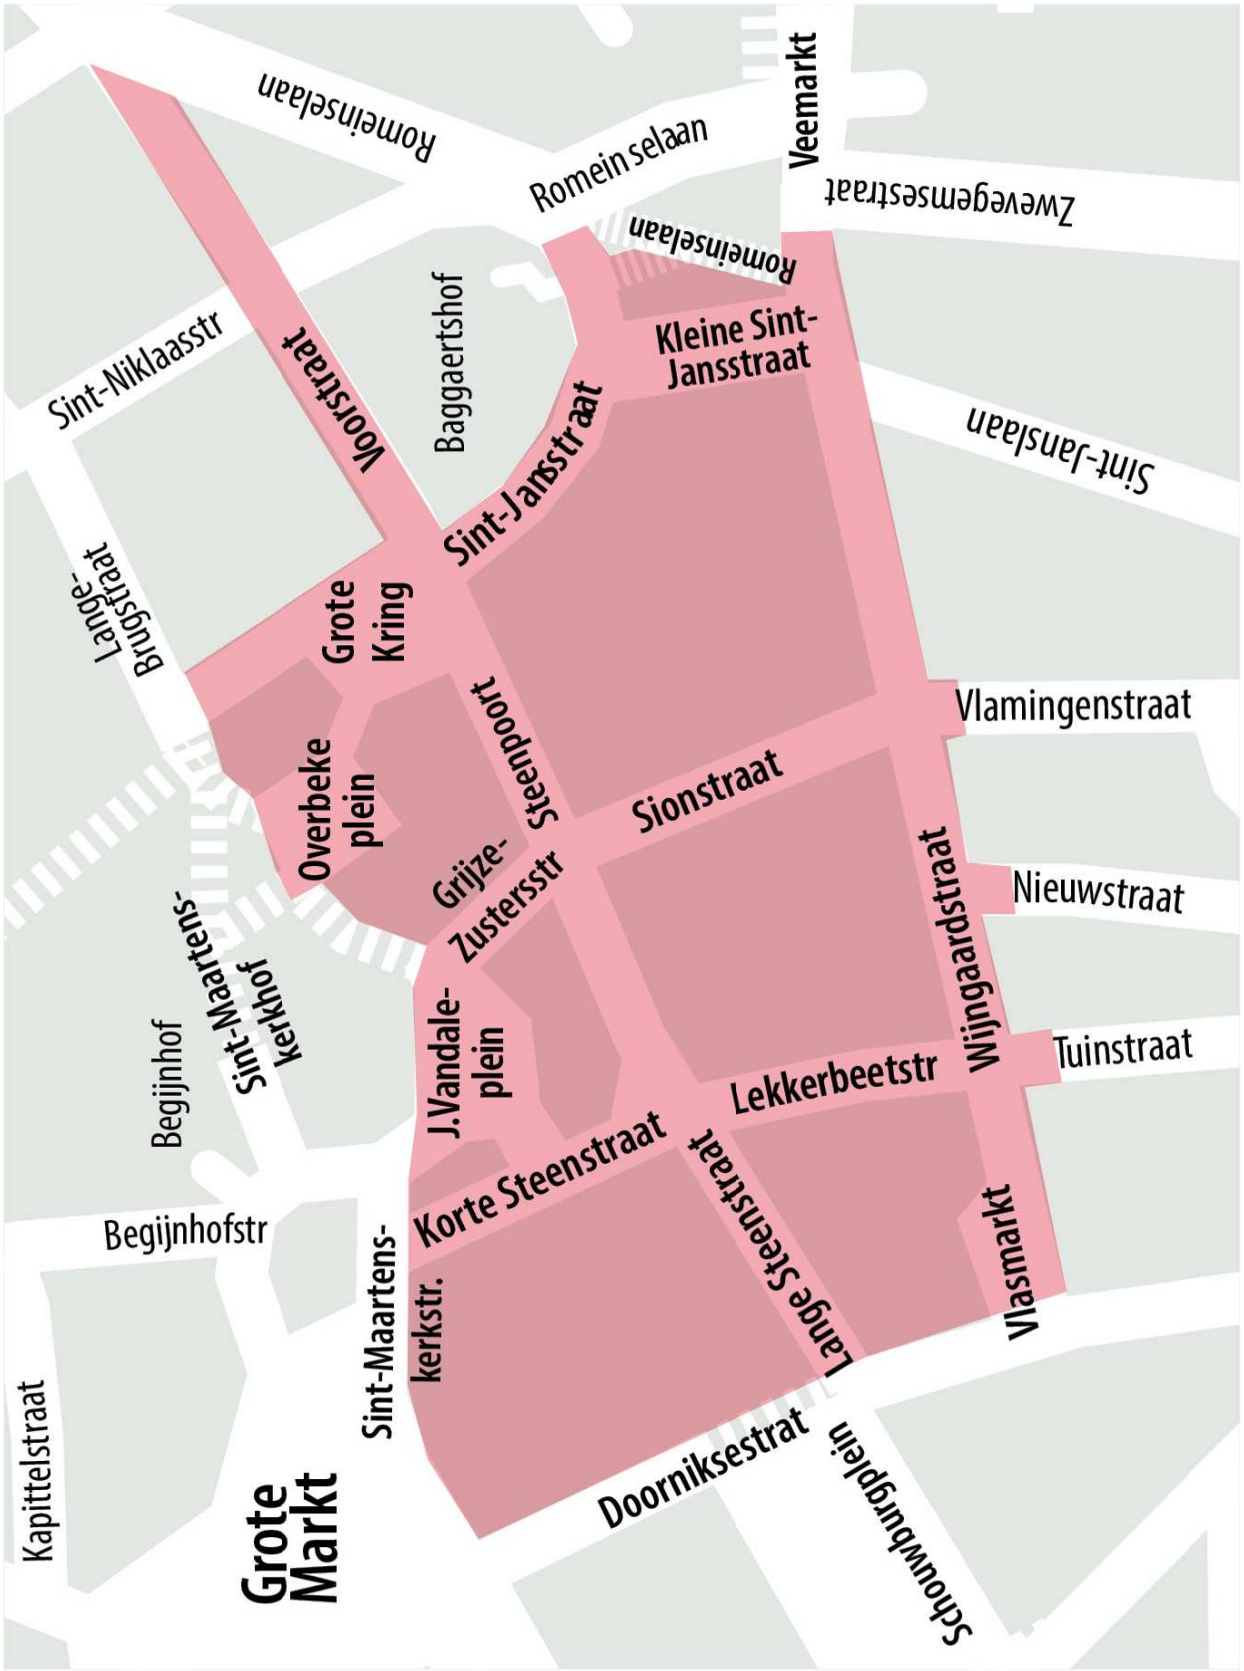 Romeinselaan
Romeinselaan
Veemarkt
Zwevegemsestraat
Romeinselaan
Sint-Niklaasstr
Voorstraat
Baggaertshof
Kleine Sint-
Jansstraat
Sint-Jansstraat
Sint-Janslaan
Lange-
Brugstraat
Grote
Kring
Steenpoort
Overbeke
plein
Sionstraat
Vlamingenstraat
Grijze-
Zustersstr
Wijngaardstraat
Nieuwstraat
Sint-Maartens-
kerkhof
Begijnhof
J.Vandale-
plein
Lekkerbeetstr
Tuinstraat
Begijnhofstr
Korte Steenstraat
Lange Steenstraat
Vlasmarkt
Sint-Maartens-
kerkstr.
Kapittelstraat
Grote
Markt
Doorniksestrat
Schouwburgplein